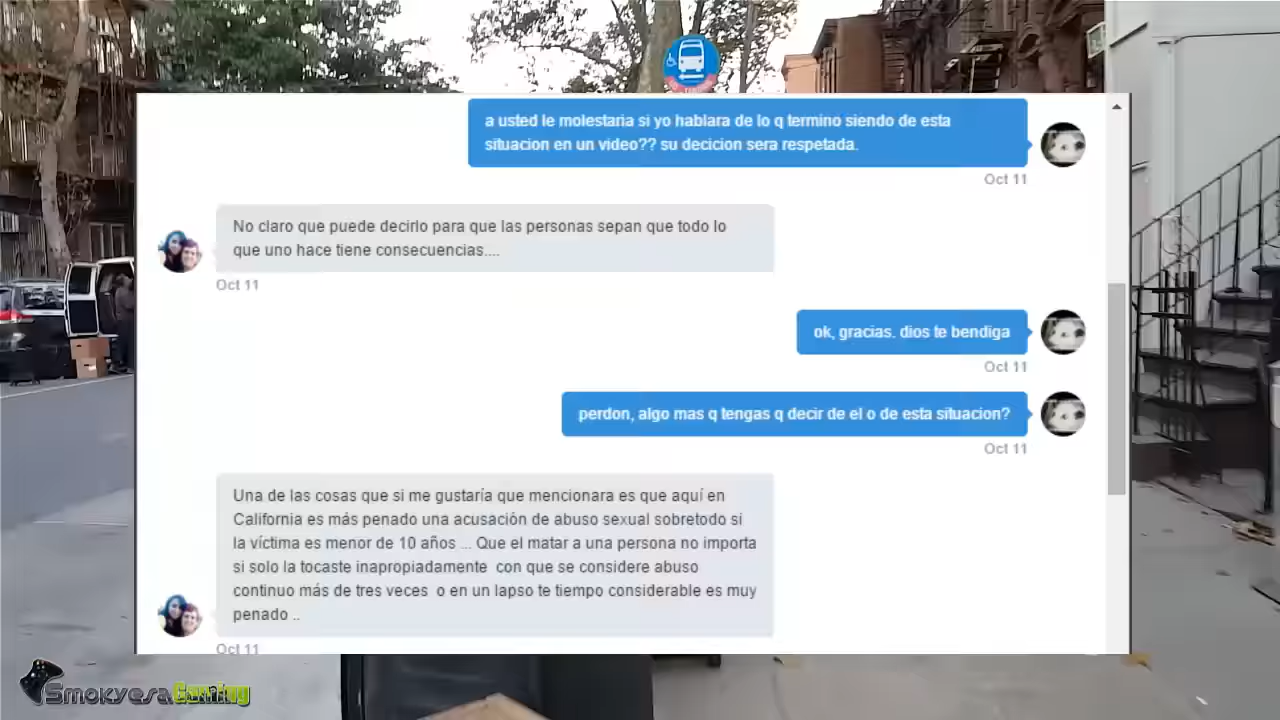 a usted le molestaria si yo hablara de lo q termino siendo de esta
situacion en un video?? su decicion sera respetada.
Oct 11
No claro que puede decirlo para que las personas sepan que todo lo
que uno hace tiene consecuencias....
Oct 11
ok, gracias. dios te bendiga
Oct 11
perdon, algo mas q tengas q decir de el o de esta situacion?
Oct 11
Una de las cosas que si me gustaría que mencionara es que aquí en
California es más penado una acusación de abuso sexual sobretodo si
la víctima es menor de 10 años ... Que el matar a una persona no importa
si solo la tocaste inapropiadamente con que se considere abuso
continuo más de tres veces o en un lapso te tiempo considerable es muy
penado ..
Oct 11
SmokyesaGaming